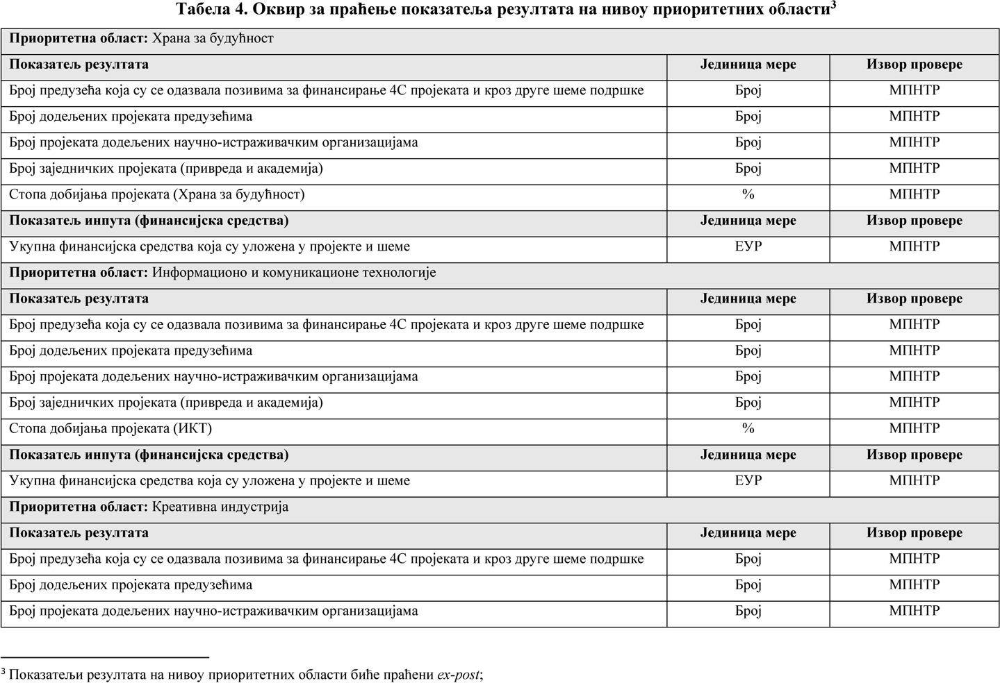 Табела 4. Оквир за праћење показатеља резултата на нивоу приоритетних области³
Приоритетна област: Храна за будућност
Показатељ резултата Јединица мере Извор провере
Број предузећа која су се одазвала позивима за финансирање 4С пројеката и кроз друге шеме подршке Број МПНТР
Број додељених пројеката предузећима Број МПНТР
Број пројеката додељених научно-истраживачким организацијама Број МПНТР
Број заједничких пројеката (привреда и академија) Број МПНТР
Стопа добијања пројеката (Храна за будућност) % МПНТР
Показатељ инпута (финансијска средства) Јединица мере Извор провере
Укупна финансијска средства која су уложена у пројекте и шеме ЕУР МПНТР
Приоритетна област: Информационо и комуникационе технологије
Показатељ резултата Јединица мере Извор провере
Број предузећа која су се одазвала позивима за финансирање 4С пројеката и кроз друге шеме подршке Број МПНТР
Број додељених пројеката предузећима Број МПНТР
Број пројеката додељених научно-истраживачким организацијама Број МПНТР
Број заједничких пројеката (привреда и академија) Број МПНТР
Стопа добијања пројеката (ИКТ) % МПНТР
Показатељ инпута (финансијска средства) Јединица мере Извор провере
Укупна финансијска средства која су уложена у пројекте и шеме ЕУР МПНТР
Приоритетна област: Креативна индустрија
Показатељ резултата Јединица мере Извор провере
Број предузећа која су се одазвала позивима за финансирање 4С пројеката и кроз друге шеме подршке Број МПНТР
Број додељених пројеката предузећима Број МПНТР
Број пројеката додељених научно-истраживачким организацијама Број МПНТР
³ Показатељи резултата на нивоу приоритетних области биће праћени ex-post;